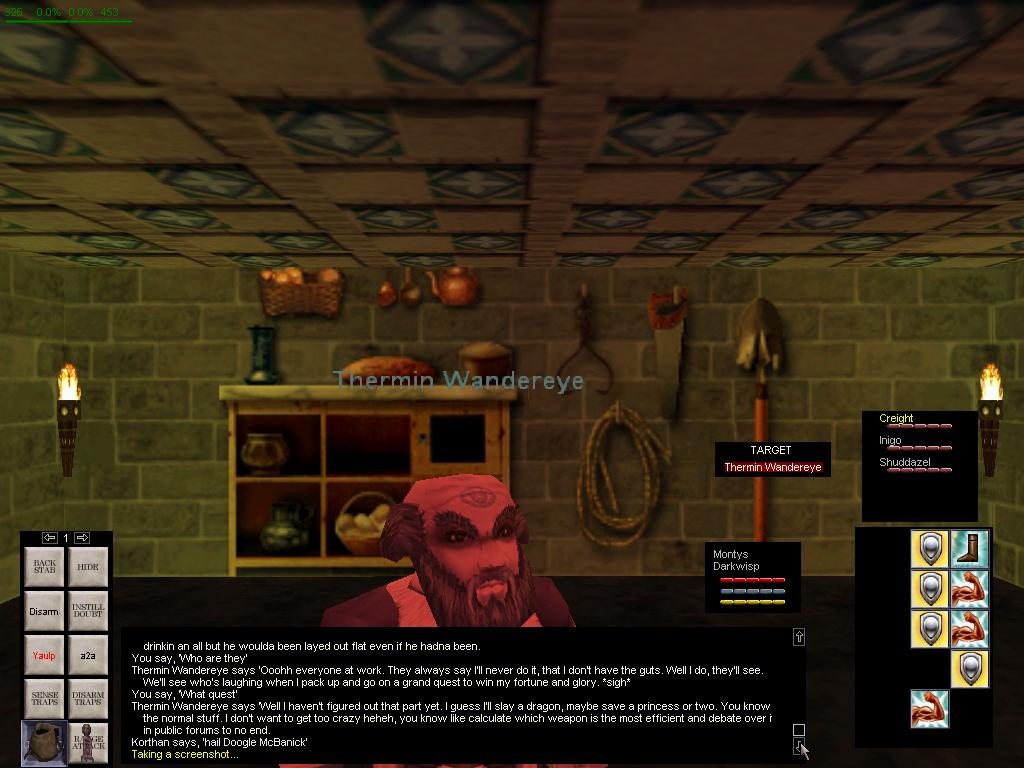 326 0.0% 0.0% 453
Thermin Wandereye
TARGET
Thermin Wandereye
Creight
Inigo
Shuddazel
Montys
Darkwisp
1
BACK STAB
HIDE
Disarm
INSTILL DOUBT
Yaulp
a2a
SENSE TRAPS
DISARM TRAPS
RANGE ATTACK
drinkin an all but he woulda been layed out flat even if he hadna been.
You say, 'Who are they'
Thermin Wandereye says 'Ooohh everyone at work. They always say I'll never do it, that I don't have the guts. Well I do, they'll see.
We'll see who's laughing when I pack up and go on a grand quest to win my fortune and glory. *sigh*
You say, 'What quest'
Thermin Wandereye says 'Well I haven't figured out that part yet. I guess I'll slay a dragon, maybe save a princess or two. You know
the normal stuff. I don't want to get too crazy heheh, you know like calculate which weapon is the most efficient and debate over i
in public forums to no end.
Korthan says, 'hail Doogle McBanick'
Taking a screenshot...